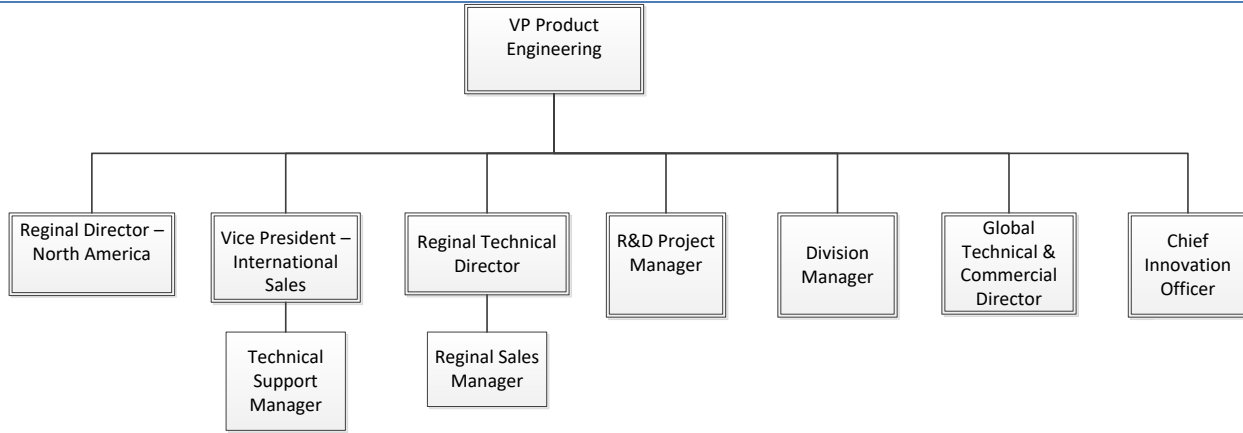 VP Product
Engineering
Reginal Director –
North America
Vice President –
International
Sales
Reginal Technical
Director
R&D Project
Manager
Division
Manager
Global
Technical &
Commercial
Director
Chief
Innovation
Officer
Technical
Support
Manager
Reginal Sales
Manager